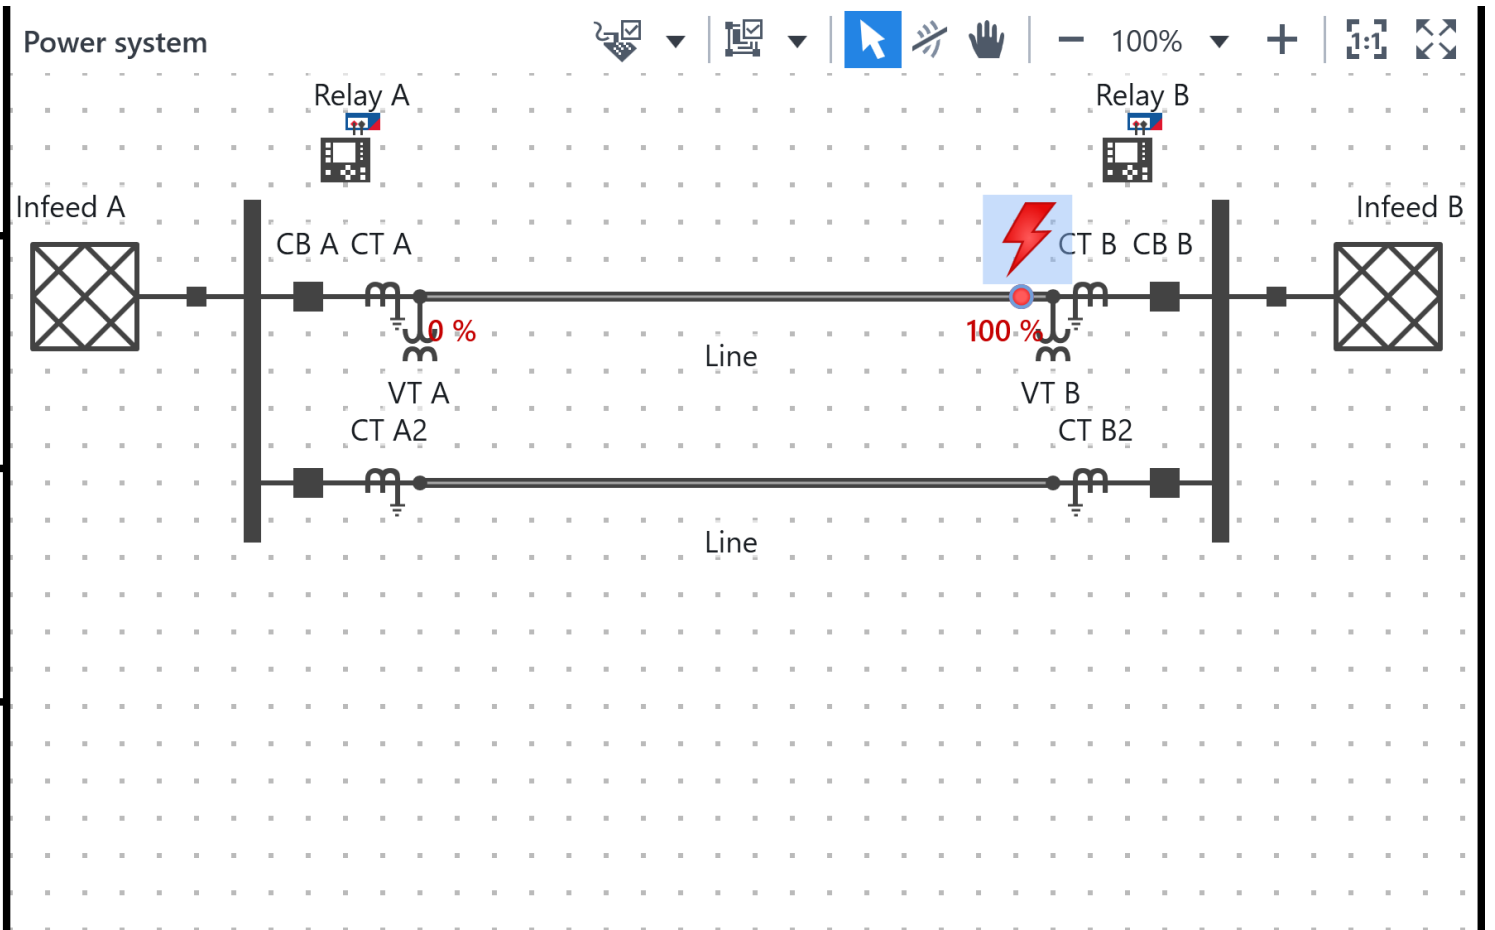 Power system
100%
1:1
Relay A
Relay B
Infeed A
Infeed B
CB A CT A
CT B CB B
0 %
100 %
Line
VT A
VT B
CT A2
CT B2
Line